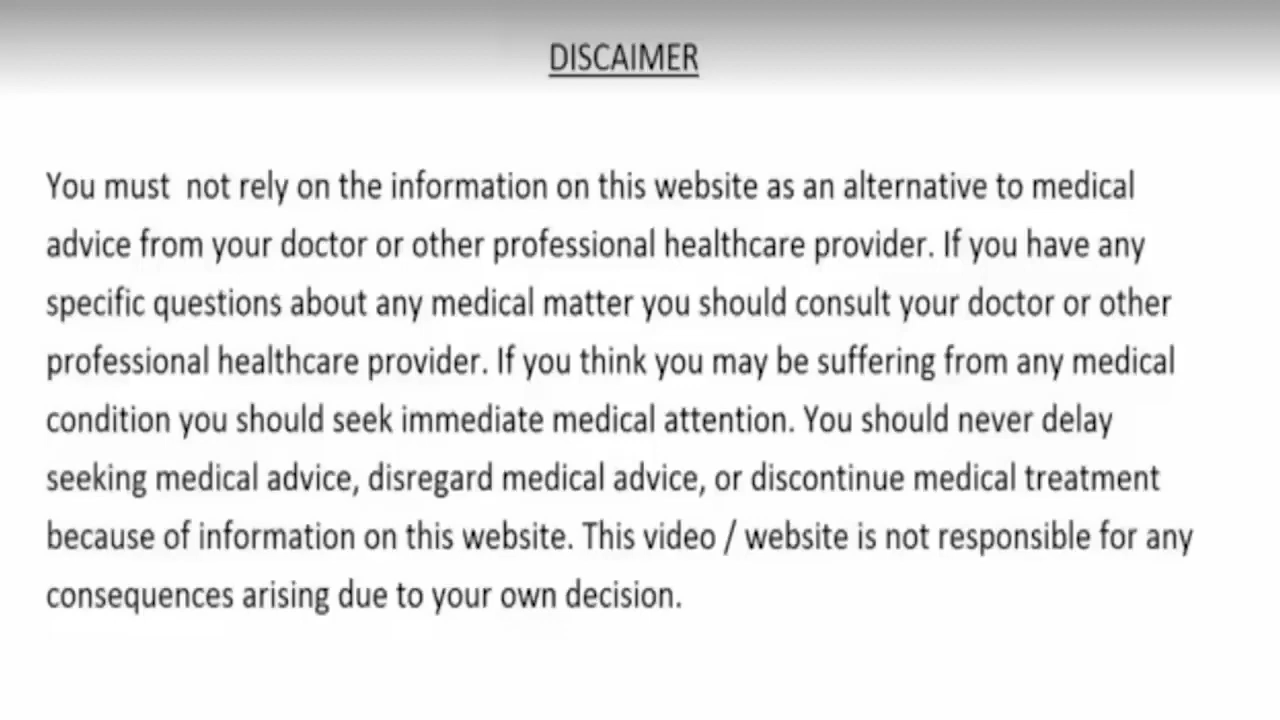 DISCAIMER
You must  not rely on the information on this website as an alternative to medical
advice from your doctor or other professional healthcare provider. If you have any
specific questions about any medical matter you should consult your doctor or other
professional healthcare provider. If you think you may be suffering from any medical
condition you should seek immediate medical attention. You should never delay
seeking medical advice, disregard medical advice, or discontinue medical treatment
because of information on this website. This video / website is not responsible for any
consequences arising due to your own decision.